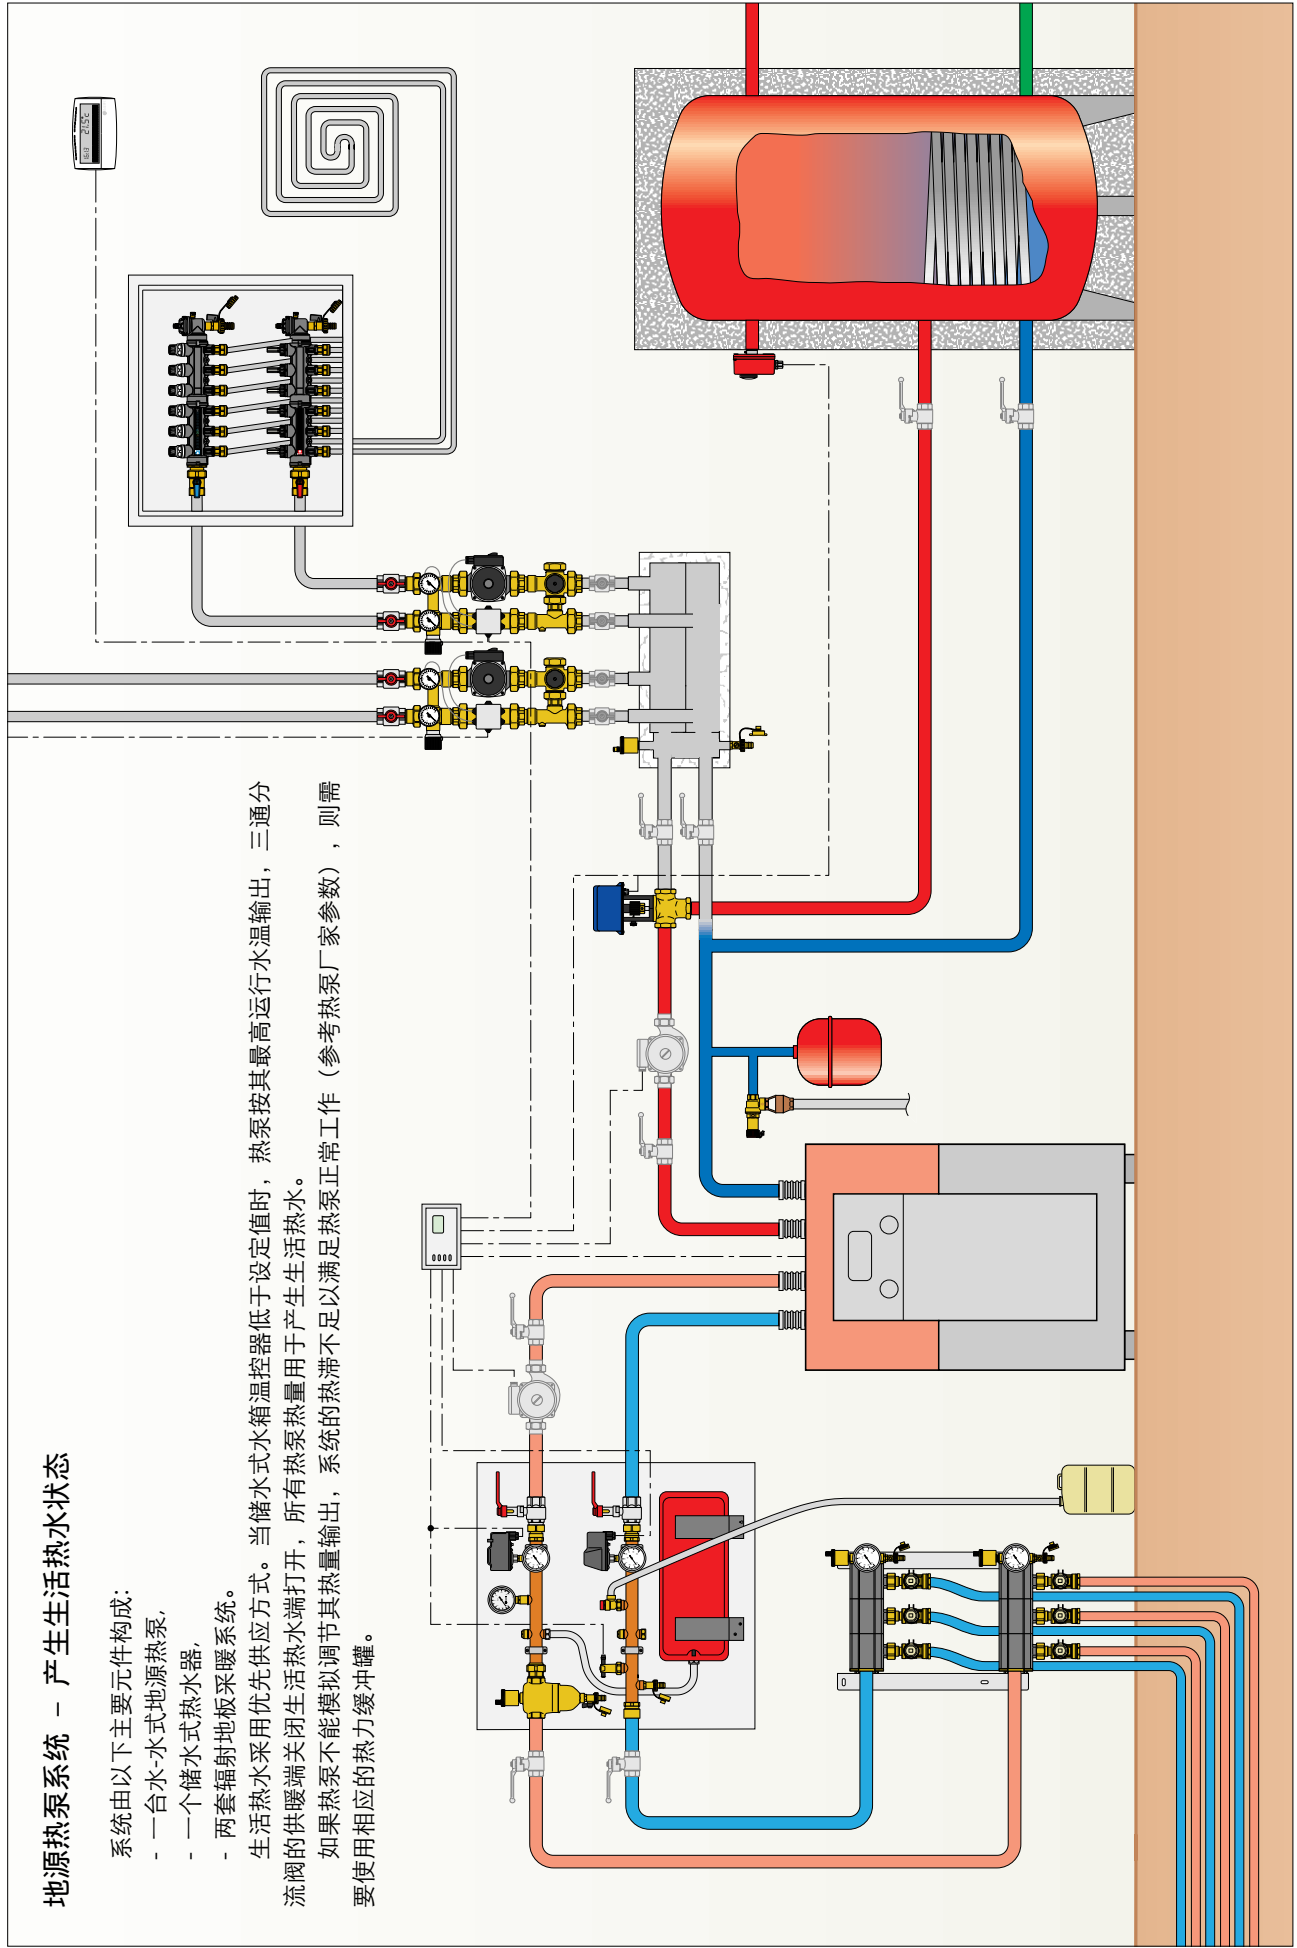 地源热泵系统 – 产生生活热水状态
系统由以下主要元件构成：
- 一台水-水式地源热泵,
- 一个储水式热水器,
- 两套辐射地板采暖系统。
生活热水采用优先供应方式。当储水式水箱温控器低于设定值时，热泵按其最高运行水温输出，三通分
流阀的供暖端关闭生活热水端打开，所有热泵热量用于产生生活热水。
如果热泵不能模拟调节其热量输出，系统的热滞不足以满足热泵正常工作（参考热泵厂家参数），则需
要使用相应的热力缓冲罐。